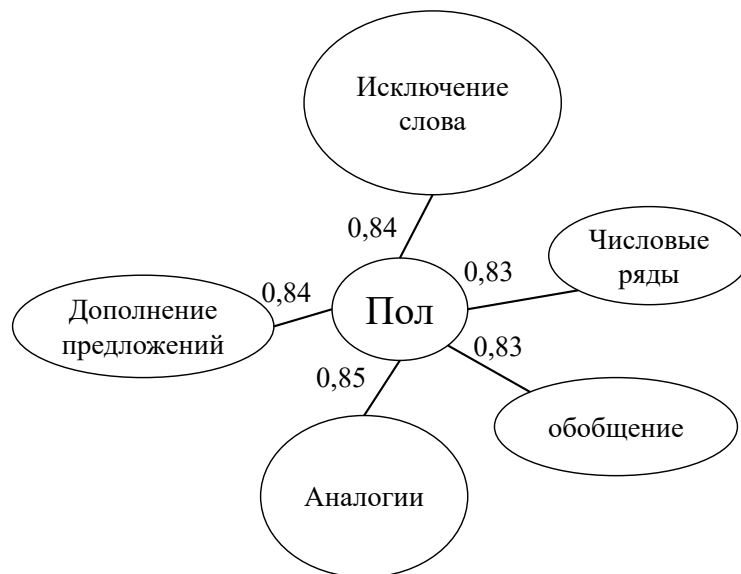 Исключение
слова
0,84
Числовые
ряды
0,83
0,84
Дополнение
предложений
Пол
0,83
0,85
обобщение
Аналогии